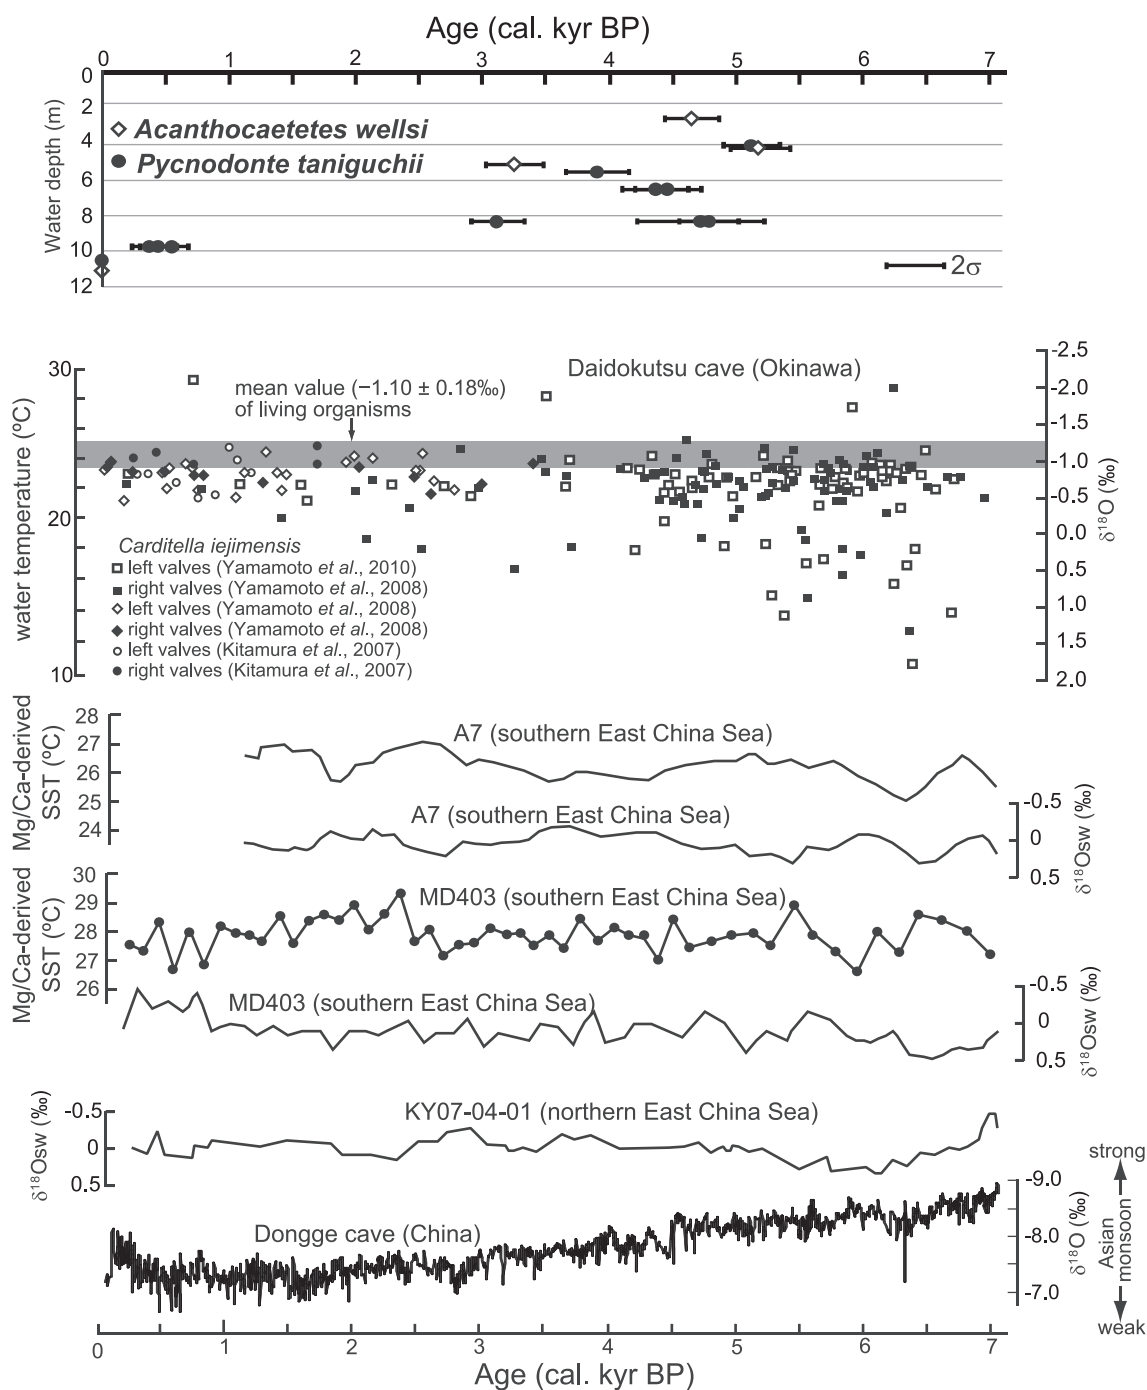 Age (cal. kyr BP)
0 1 2 3 4 5 6 7
Water depth (m)
0
2
4
6
8
10
12
Acanthocaetetes wellsi
Pycnodonte taniguchii
2σ
water temperature (ºC)
30
20
10
Daidokutsu cave (Okinawa)
mean value (−1.10 ± 0.18‰)
of living organisms
Carditella iejimensis
left valves (Yamamoto et al., 2010)
right valves (Yamamoto et al., 2008)
left valves (Yamamoto et al., 2008)
right valves (Yamamoto et al., 2008)
left valves (Kitamura et al., 2007)
right valves (Kitamura et al., 2007)
-2.5
-2.0
-1.5
-1.0
-0.5
0.0
0.5
1.0
1.5
2.0
δ18O (‰)
Mg/Ca-derived
SST (ºC)
28
27
26
25
24
A7 (southern East China Sea)
A7 (southern East China Sea)
-0.5
0
0.5
δ18Osw (‰)
Mg/Ca-derived
SST (ºC)
30
29
28
27
26
MD403 (southern East China Sea)
MD403 (southern East China Sea)
-0.5
0
0.5
δ18Osw (‰)
δ18Osw (‰)
-0.5
0
0.5
KY07-04-01 (northern East China Sea)
Dongge cave (China)
-9.0
-8.0
-7.0
δ18O (‰)
strong
Asian
monsoon
weak
0 1 2 3 4 5 6 7
Age (cal. kyr BP)